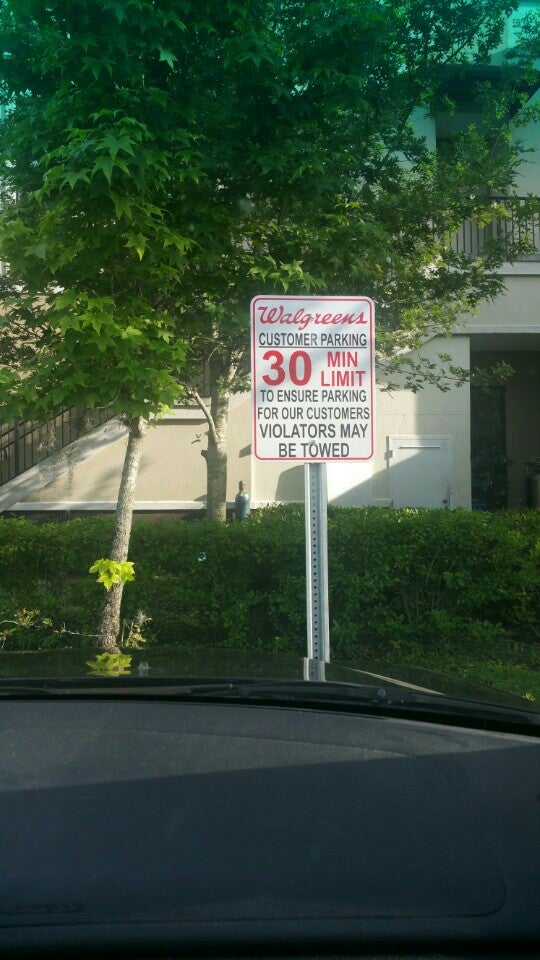 Walgreens
CUSTOMER PARKING
30 MIN LIMIT
TO ENSURE PARKING
FOR OUR CUSTOMERS
VIOLATORS MAY
BE TOWED